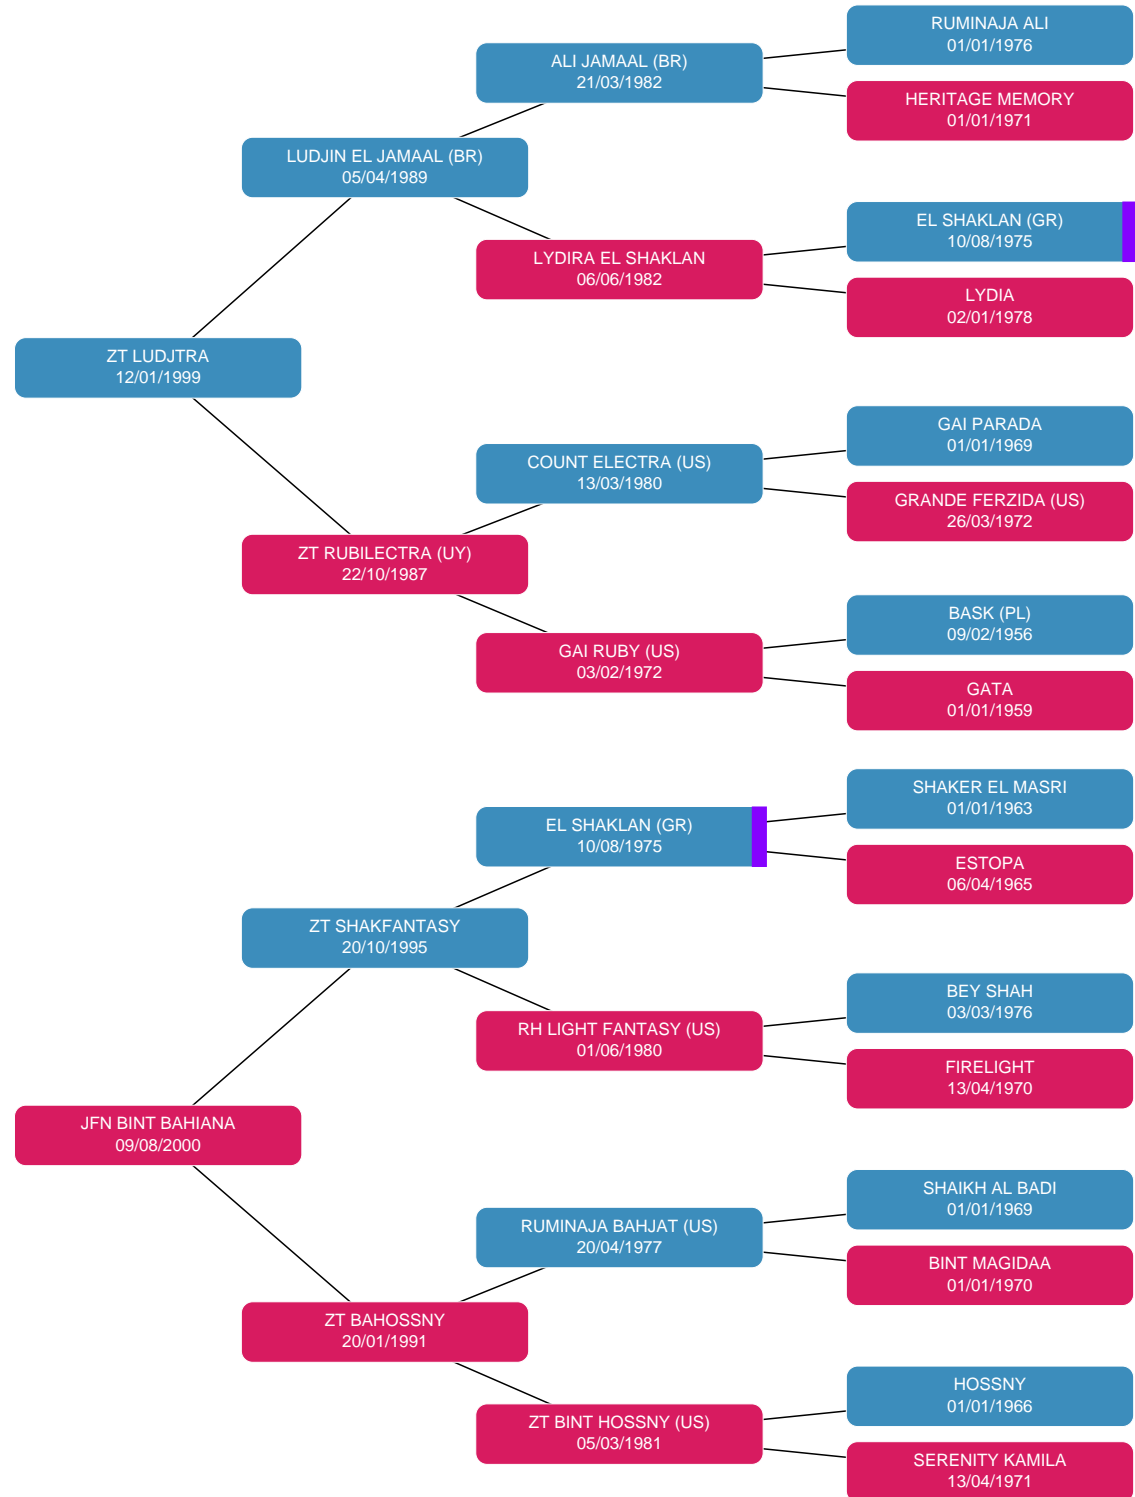 RUMINAJA ALI
01/01/1976
ALI JAMAAL (BR)
21/03/1982
HERITAGE MEMORY
01/01/1971
LUDJIN EL JAMAAL (BR)
05/04/1989
EL SHAKLAN (GR)
10/08/1975
LYDIRA EL SHAKLAN
06/06/1982
LYDIA
02/01/1978
ZT LUDJTRA
12/01/1999
GAI PARADA
01/01/1969
COUNT ELECTRA (US)
13/03/1980
GRANDE FERZIDA (US)
26/03/1972
ZT RUBILECTRA (UY)
22/10/1987
BASK (PL)
09/02/1956
GAI RUBY (US)
03/02/1972
GATA
01/01/1959
SHAKER EL MASRI
01/01/1963
EL SHAKLAN (GR)
10/08/1975
ESTOPA
06/04/1965
ZT SHAKFANTASY
20/10/1995
BEY SHAH
03/03/1976
RH LIGHT FANTASY (US)
01/06/1980
FIRELIGHT
13/04/1970
JFN BINT BAHIANA
09/08/2000
SHAIKH AL BADI
01/01/1969
RUMINAJA BAHJAT (US)
20/04/1977
BINT MAGIDAA
01/01/1970
ZT BAHOSSNY
20/01/1991
HOSSNY
01/01/1966
ZT BINT HOSSNY (US)
05/03/1981
SERENITY KAMILA
13/04/1971